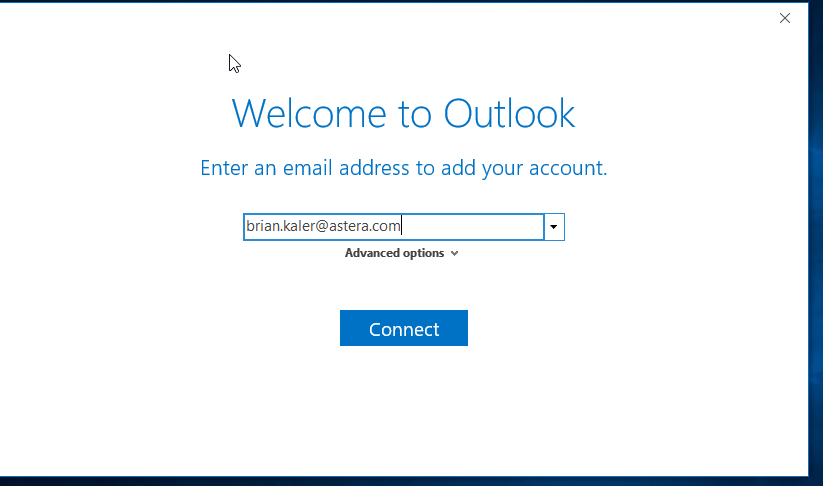 Welcome to Outlook
Enter an email address to add your account.
brian.kaler@astera.com
Advanced options
Connect